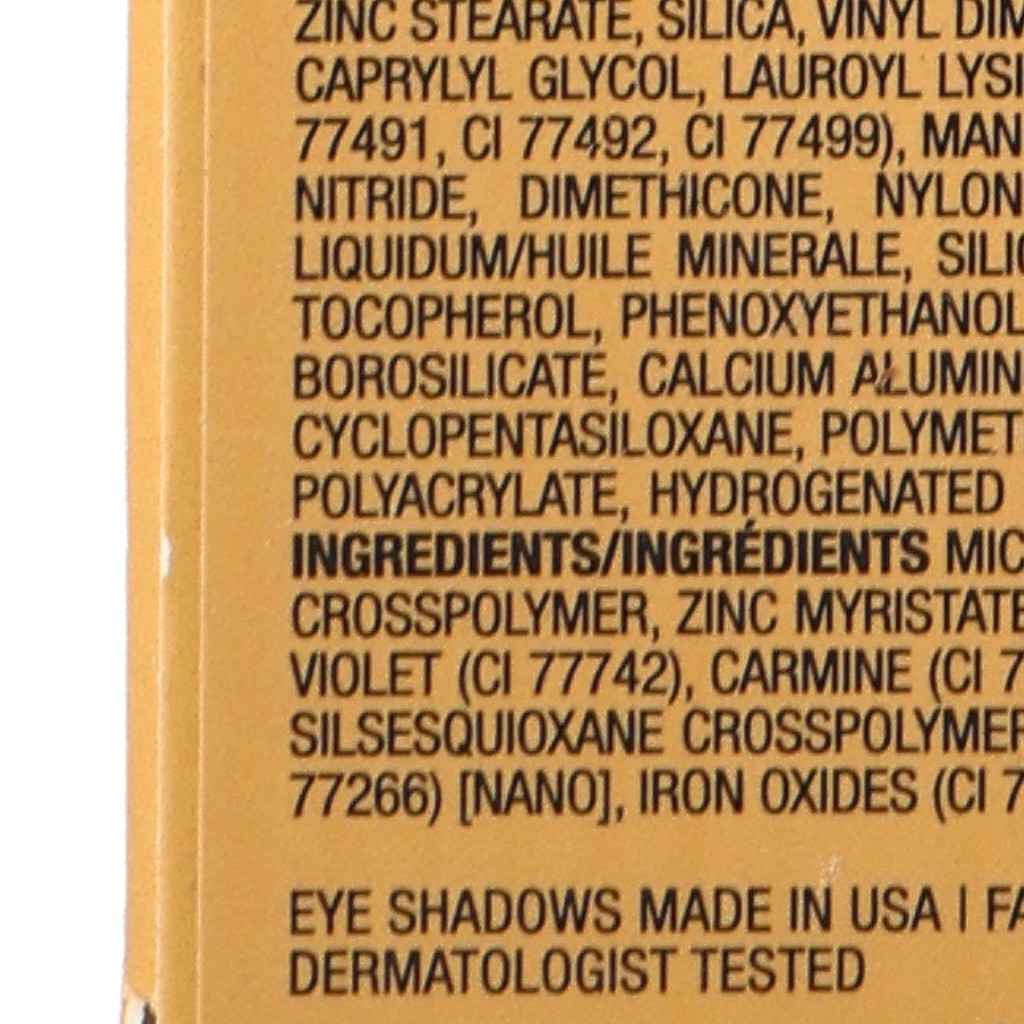 ZINC STEARATE, SILICA, VINYL DIM
CAPRYLYL GLYCOL, LAUROYL LYSI
77491, CI 77492, CI 77499), MAN
NITRIDE, DIMETHICONE, NYLON
LIQUIDUM/HUILE MINERALE, SILIC
TOCOPHEROL, PHENOXYETHANOL
BOROSILICATE, CALCIUM ALUMIN
CYCLOPENTASILOXANE, POLYMET
POLYACRYLATE, HYDROGENATED
INGREDIENTS/INGRÉDIENTS MIC
CROSSPOLYMER, ZINC MYRISTATE
VIOLET (CI 77742), CARMINE (CI 7
SILSESQUIOXANE CROSSPOLYMER
77266) [NANO], IRON OXIDES (CI 7
EYE SHADOWS MADE IN USA | FA
DERMATOLOGIST TESTED